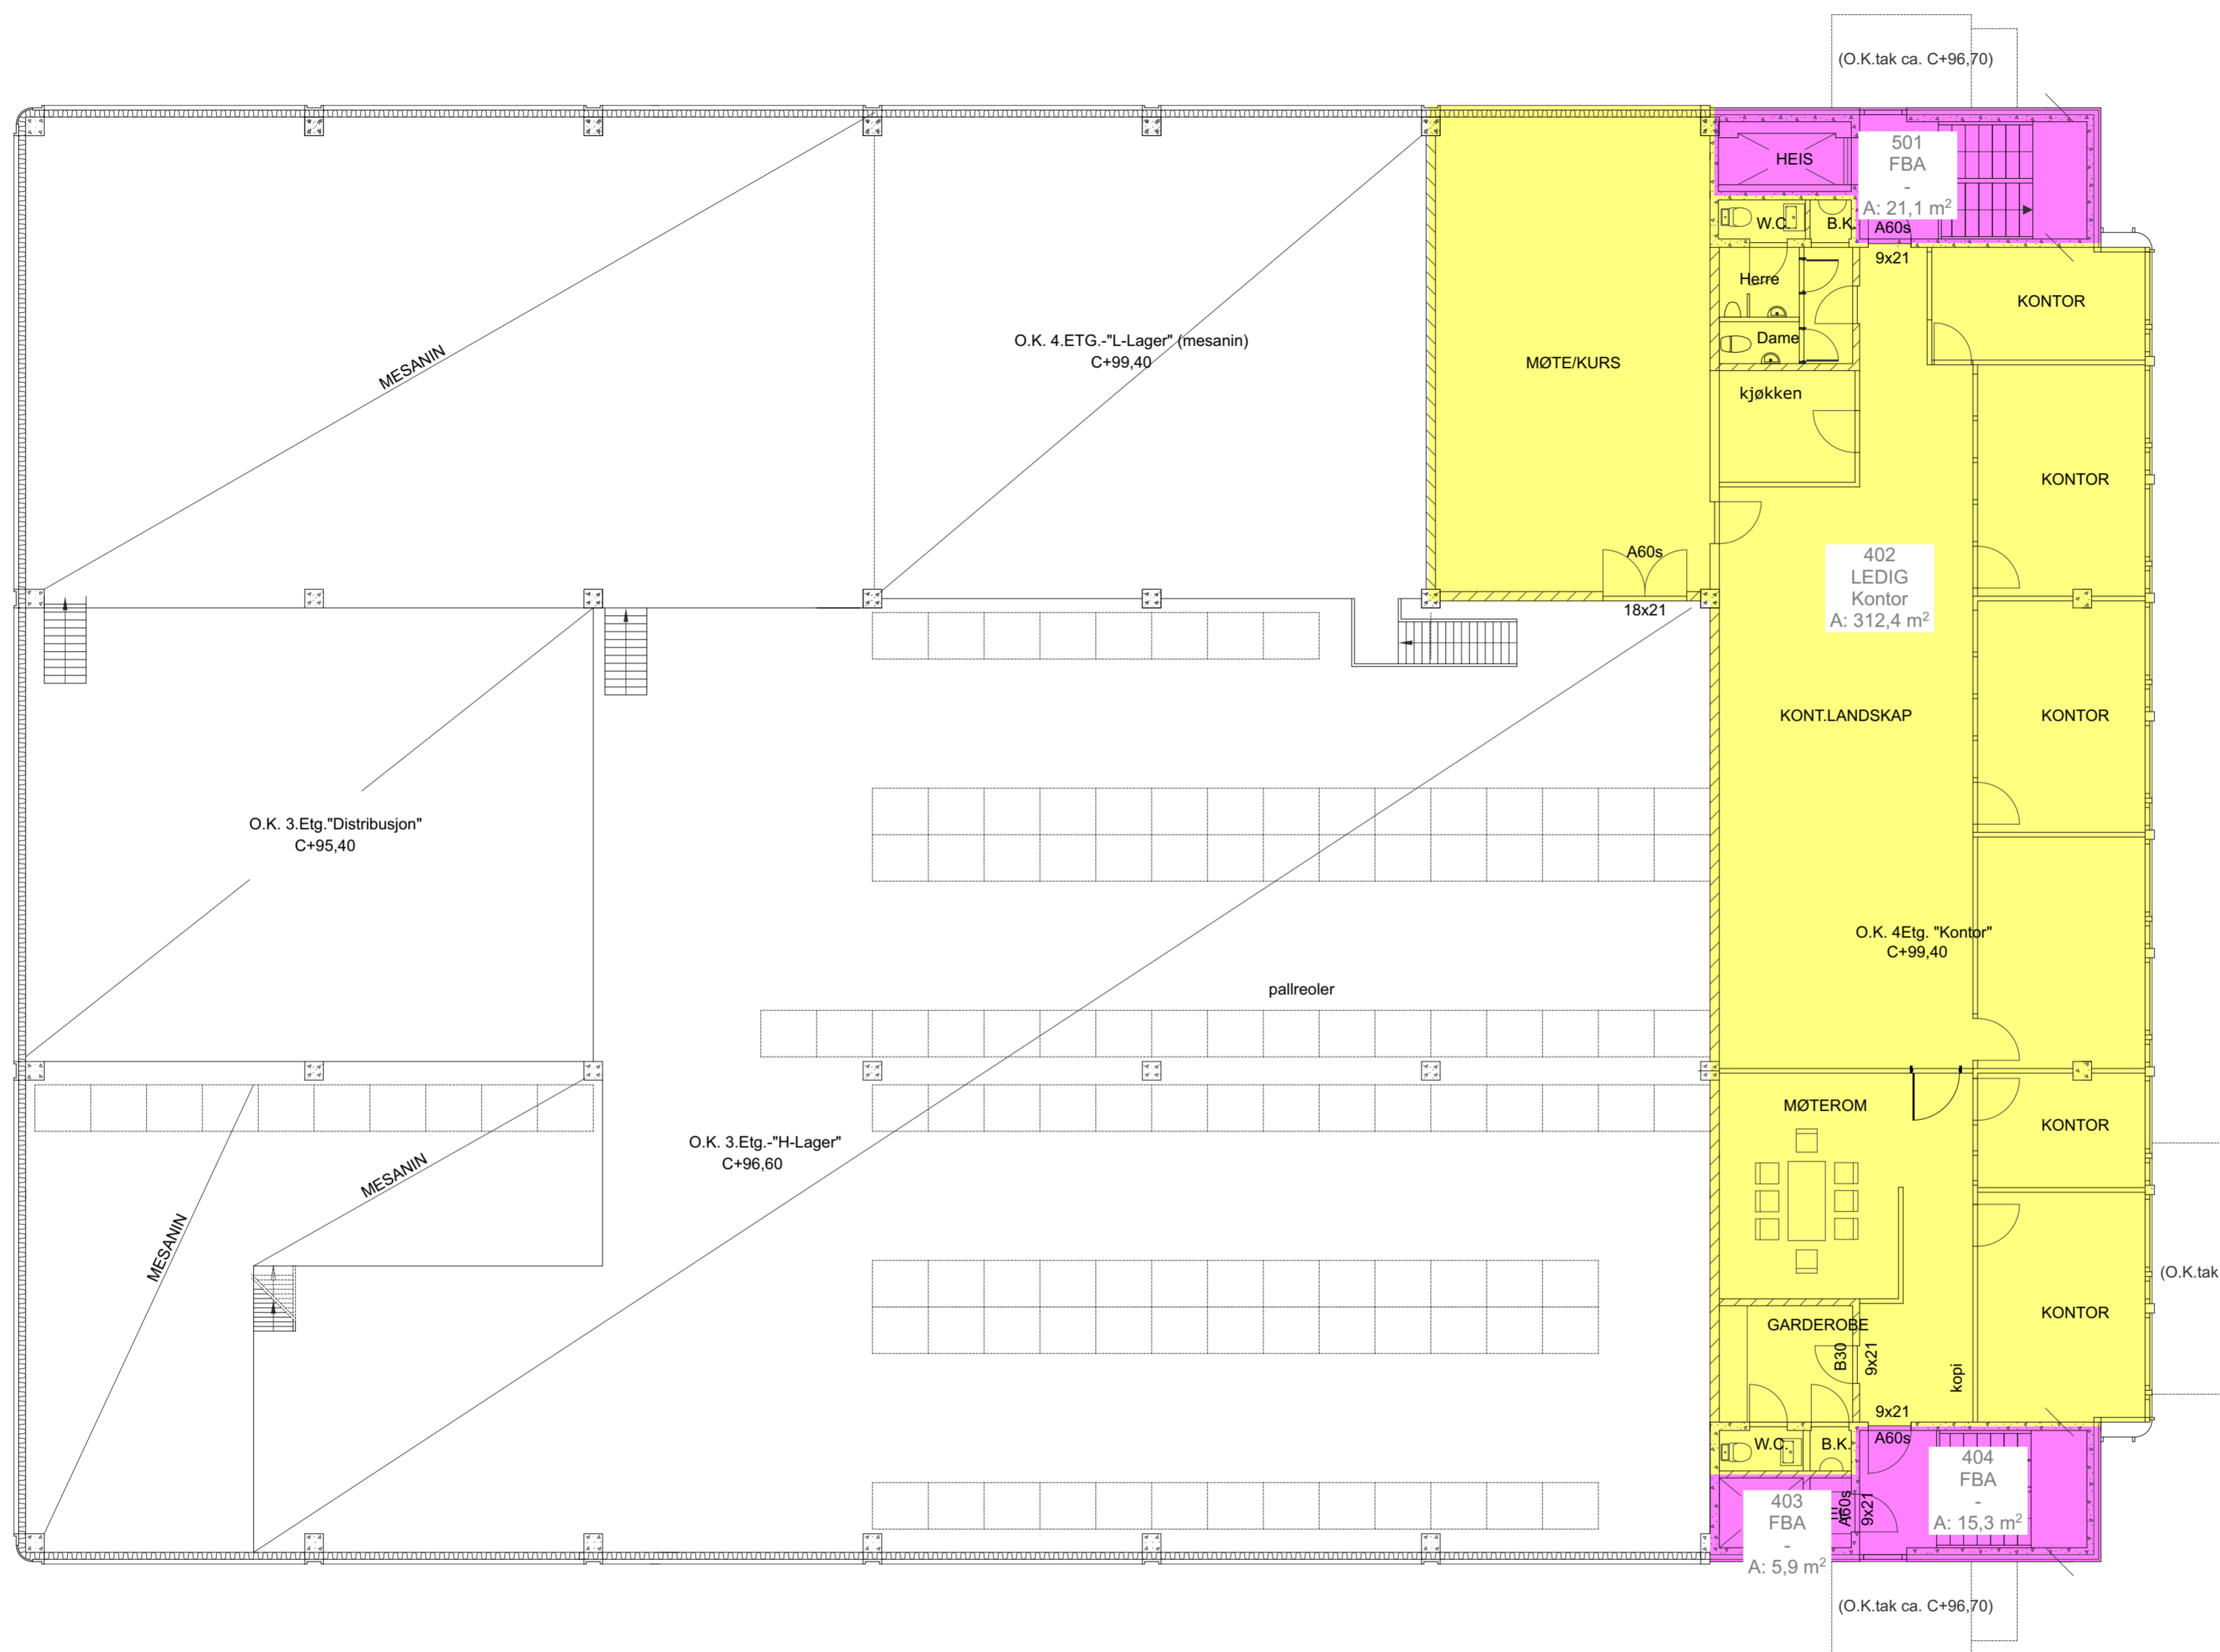 (O.K.tak ca. C+96,70)
HEIS
501
FBA
-
A: 21,1 m²
W.C.
B.K.
A60s
9x21
Herre
KONTOR
Dame
O.K. 4.ETG.-"L-Lager" (mesanin)
C+99,40
MESANIN
MØTE/KURS
kjøkken
KONTOR
A60s
18x21
402
LEDIG
Kontor
A: 312,4 m²
KONT.LANDSKAP
KONTOR
O.K. 3.Etg."Distribusjon"
C+95,40
O.K. 4Etg. "Kontor"
C+99,40
pallreoler
MØTEROM
KONTOR
O.K. 3.Etg.-"H-Lager"
C+96,60
MESANIN
MESANIN
(O.K.tak
KONTOR
GARDEROBE
B30
9x21
kopi
9x21
A60s
W.C.
B.K.
404
FBA
-
A: 15,3 m²
403
FBA
-
A: 5,9 m²
A60s
9x21
(O.K.tak ca. C+96,70)